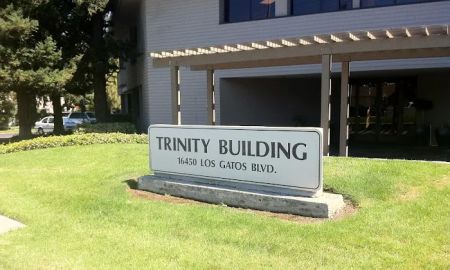 TRINITY BUILDING
16450 LOS GATOS BLVD.